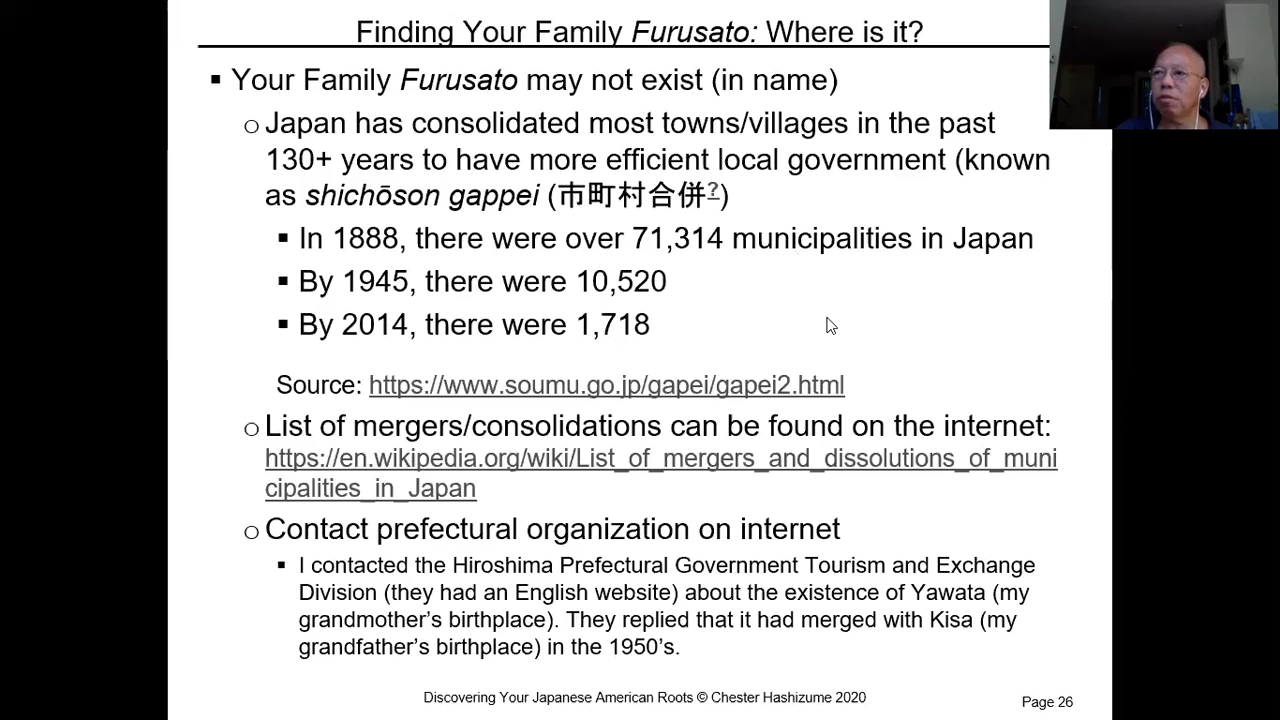 Finding Your Family Furusato: Where is it?
▪ Your Family Furusato may not exist (in name)
○ Japan has consolidated most towns/villages in the past
130+ years to have more efficient local government (known
as shichōson gappei (市町村合併?)
▪ In 1888, there were over 71,314 municipalities in Japan
▪ By 1945, there were 10,520
▪ By 2014, there were 1,718
Source: https://www.soumu.go.jp/gapei/gapei2.html
○ List of mergers/consolidations can be found on the internet:
https://en.wikipedia.org/wiki/List_of_mergers_and_dissolutions_of_muni
cipalities_in_Japan
○ Contact prefectural organization on internet
▪ I contacted the Hiroshima Prefectural Government Tourism and Exchange
Division (they had an English website) about the existence of Yawata (my
grandmother’s birthplace). They replied that it had merged with Kisa (my
grandfather’s birthplace) in the 1950’s.
Discovering Your Japanese American Roots © Chester Hashizume 2020
Page 26